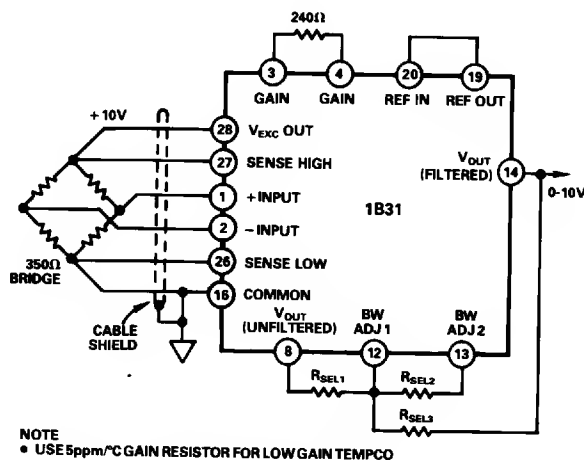 240Ω
3
4
20
19
GAIN
GAIN
REF IN
REF OUT
+10V
28
VEXC OUT
27
SENSE HIGH
VOUT
(FILTERED)
14
0-10V
1
+INPUT
1B31
2
−INPUT
350Ω
BRIDGE
26
SENSE LOW
16
COMMON
CABLE
SHIELD
VOUT
(UNFILTERED)
BW
ADJ 1
BW
ADJ 2
8
12
13
RSEL1
RSEL2
RSEL3
NOTE
• USE 5ppm/°C GAIN RESISTOR FOR LOW GAIN TEMPCO